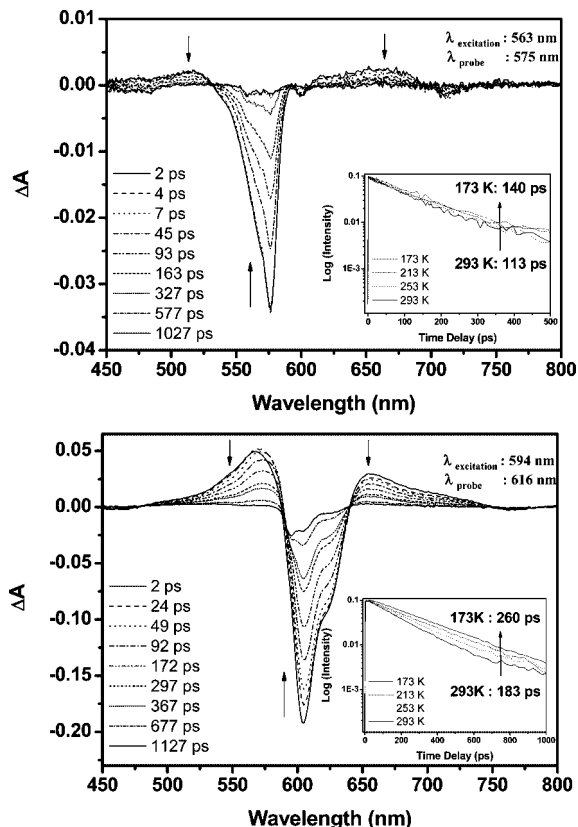 λ excitation : 563 nm
λ probe : 575 nm
0.00
-0.01
-0.02
-0.03
-0.04
ΔA
2 ps
4 ps
7 ps
45 ps
93 ps
163 ps
327 ps
577 ps
1027 ps
0.1
0.01
1E-3
Log (Intensity)
173 K: 140 ps
293 K: 113 ps
173 K
213 K
253 K
293 K
0 100 200 300 400 500
Time Delay (ps)
450 500 550 600 650 700 750 800
Wavelength (nm)
λ excitation : 594 nm
λ probe : 616 nm
0.05
0.00
-0.05
-0.10
-0.15
-0.20
ΔA
2 ps
24 ps
49 ps
92 ps
172 ps
297 ps
367 ps
677 ps
1127 ps
0.1
0.01
1E-3
Log (Intensity)
173K : 260 ps
293K : 183 ps
173 K
213 K
253 K
293 K
0 200 400 600 800 1000
Time Delay (ps)
450 500 550 600 650 700 750 800
Wavelength (nm)